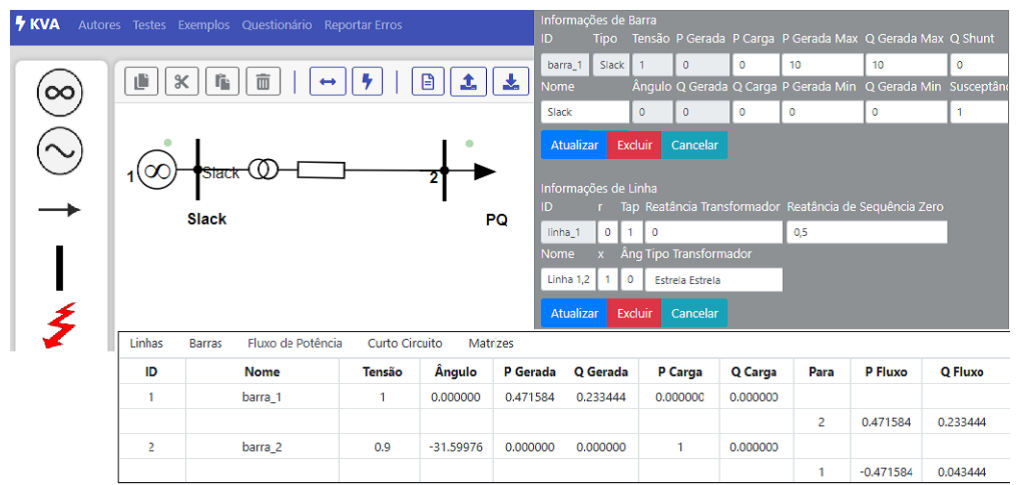 KVA Autores Testes Exemplos Questionário Reportar Erros
1 Slack 2
Slack PQ
Informações de Barra
ID Tipo Tensão P Gerada P Carga P Gerada Max Q Gerada Max Q Shunt
barra_1 Slack 1 0 0 10 10 0
Nome Ângulo Q Gerada Q Carga P Gerada Min Q Gerada Min Susceptânc
Slack 0 0 0 0 0 1
Atualizar Excluir Cancelar
Informações de Linha
ID r Tap Reatância Transformador Reatância de Sequência Zero
linha_1 0 1 0 0,5
Nome x Âng Tipo Transformador
Linha 1,2 1 0 Estrela Estrela
Atualizar Excluir Cancelar
Linhas Barras Fluxo de Potência Curto Circuito Matrizes
ID Nome Tensão Ângulo P Gerada Q Gerada P Carga Q Carga Para P Fluxo Q Fluxo
1 barra_1 1 0.000000 0.471584 0.233444 0.000000 0.000000
2 0.471584 0.233444
2 barra_2 0.9 -31.59976 0.000000 0.000000 1 0.000000
1 -0.471584 0.043444